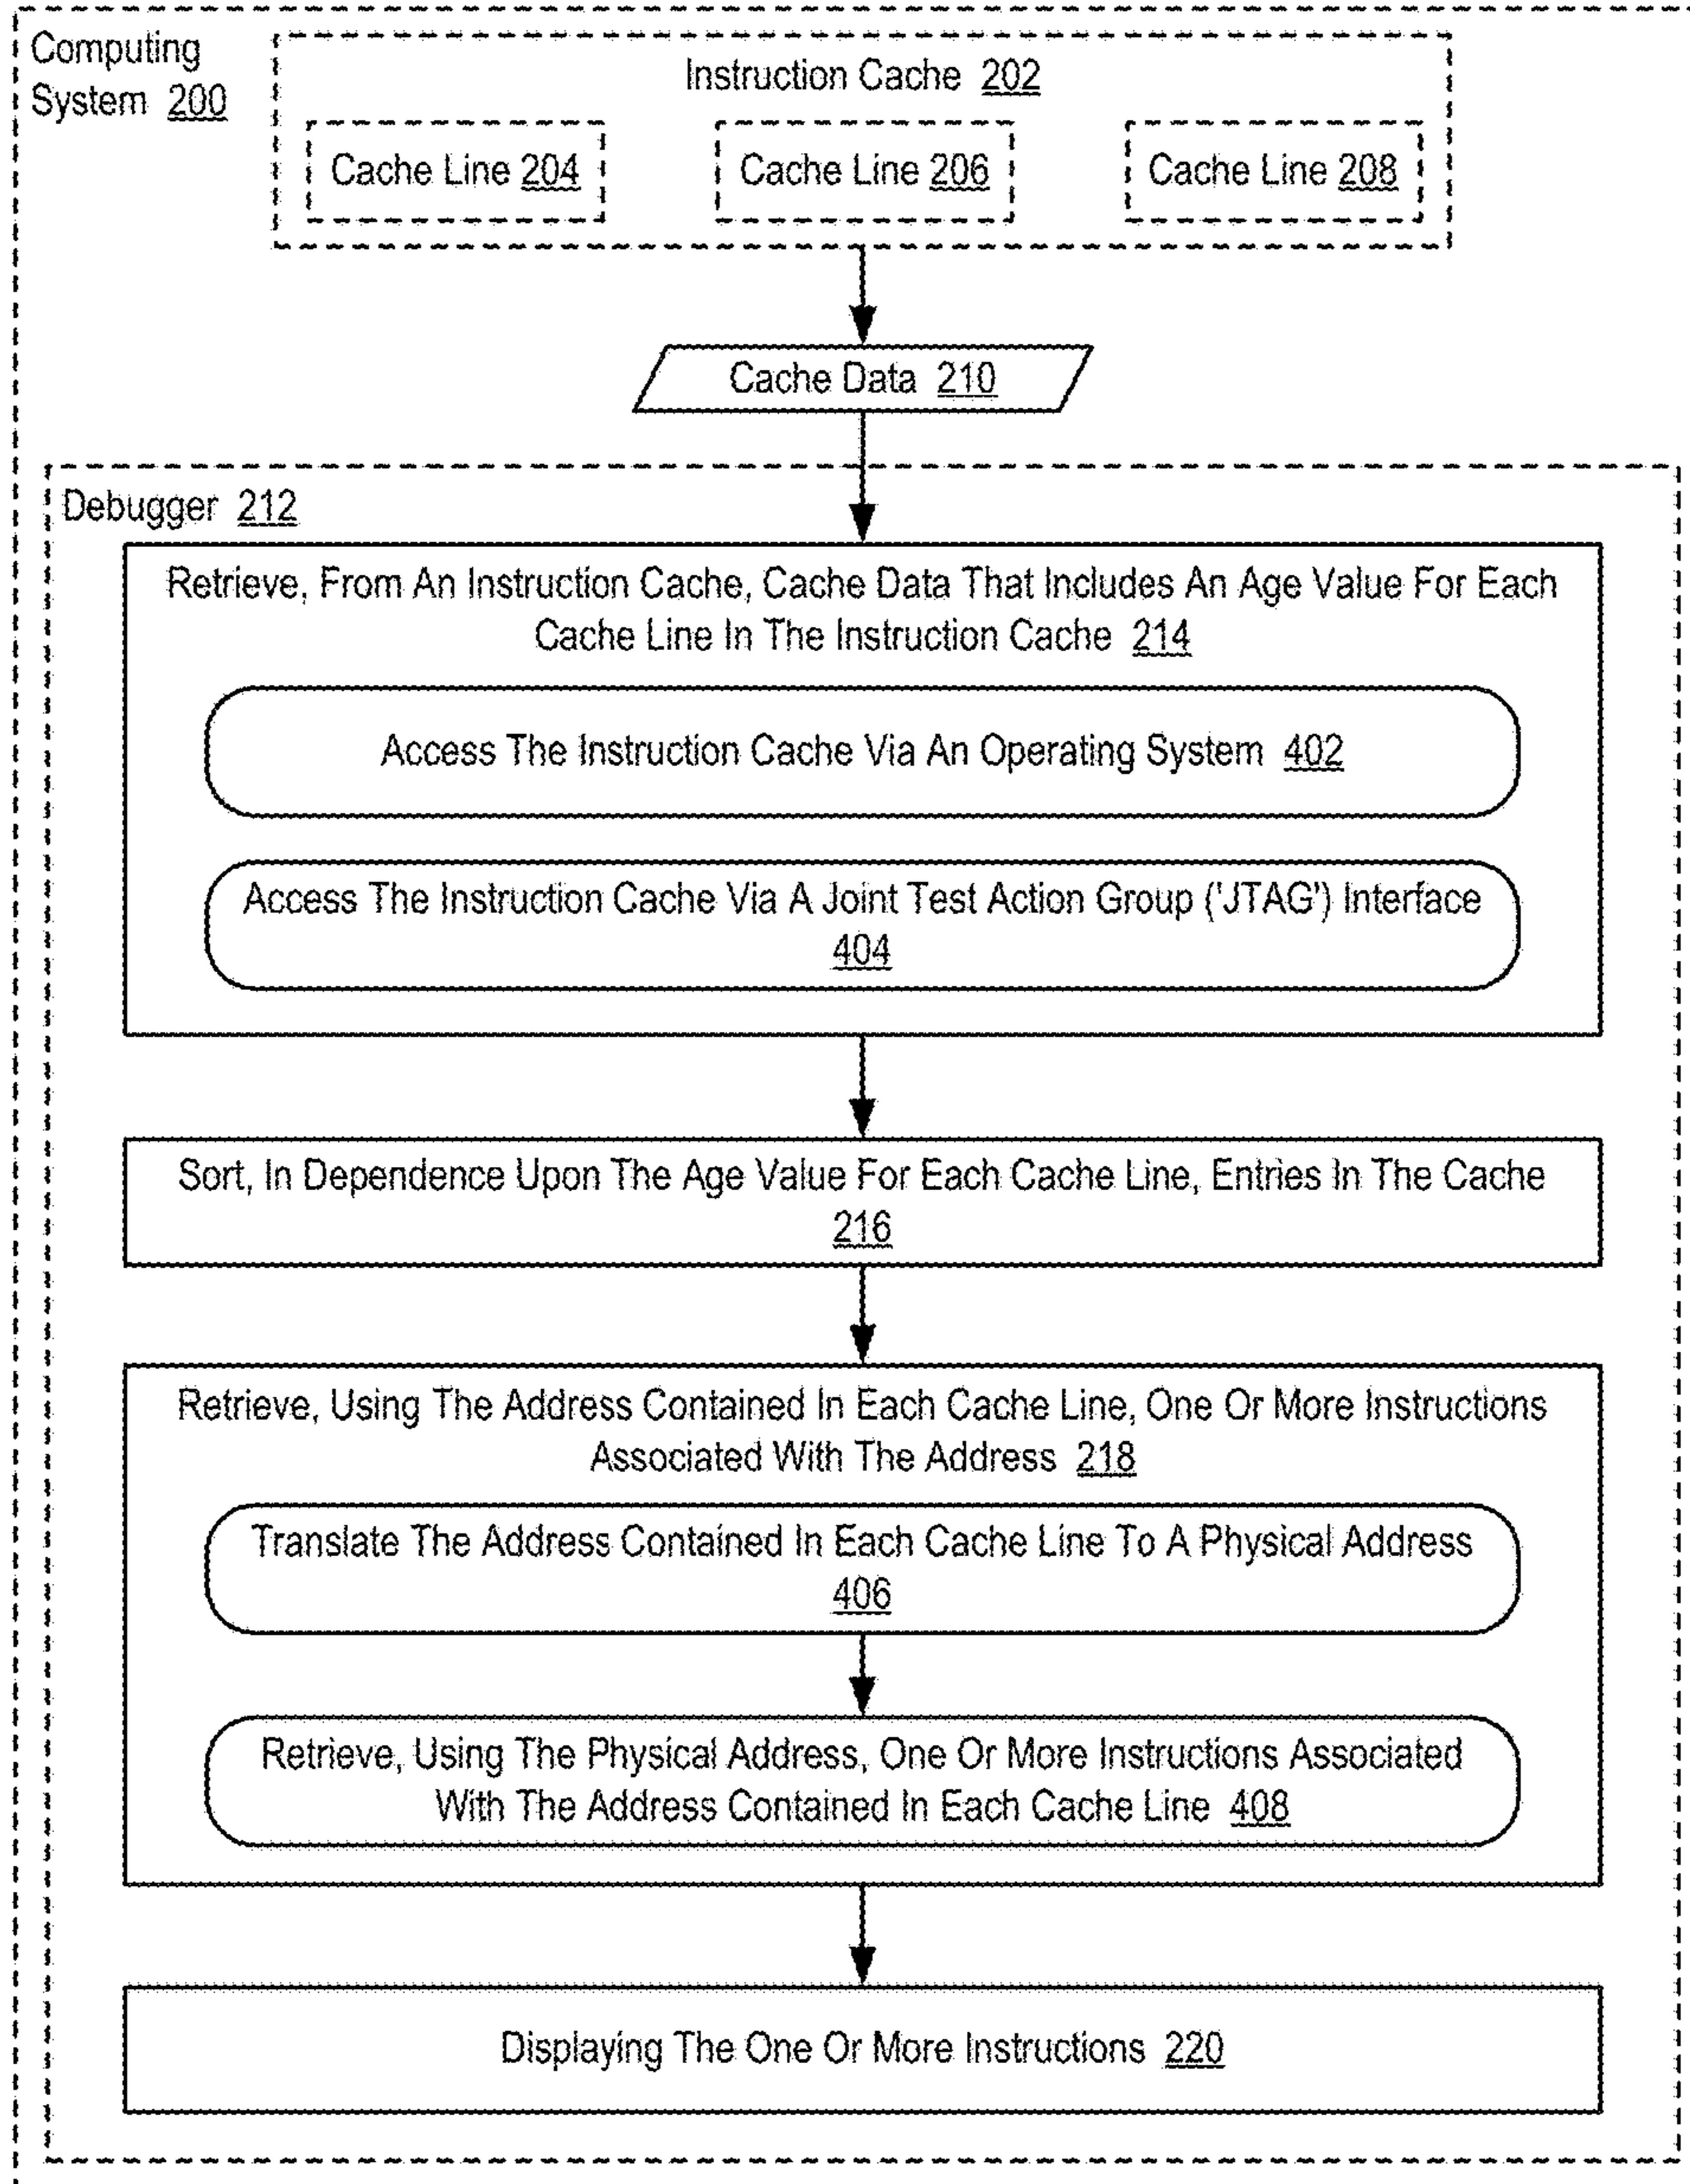 Computing
System 200
Instruction Cache 202
Cache Line 204
Cache Line 206
Cache Line 208
Cache Data 210
Debugger 212
Retrieve, From An Instruction Cache, Cache Data That Includes An Age Value For Each
Cache Line In The Instruction Cache 214
Access The Instruction Cache Via An Operating System 402
Access The Instruction Cache Via A Joint Test Action Group ('JTAG') Interface
404
Sort, In Dependence Upon The Age Value For Each Cache Line, Entries In The Cache
216
Retrieve, Using The Address Contained In Each Cache Line, One Or More Instructions
Associated With The Address 218
Translate The Address Contained In Each Cache Line To A Physical Address
406
Retrieve, Using The Physical Address, One Or More Instructions Associated
With The Address Contained In Each Cache Line 408
Displaying The One Or More Instructions 220